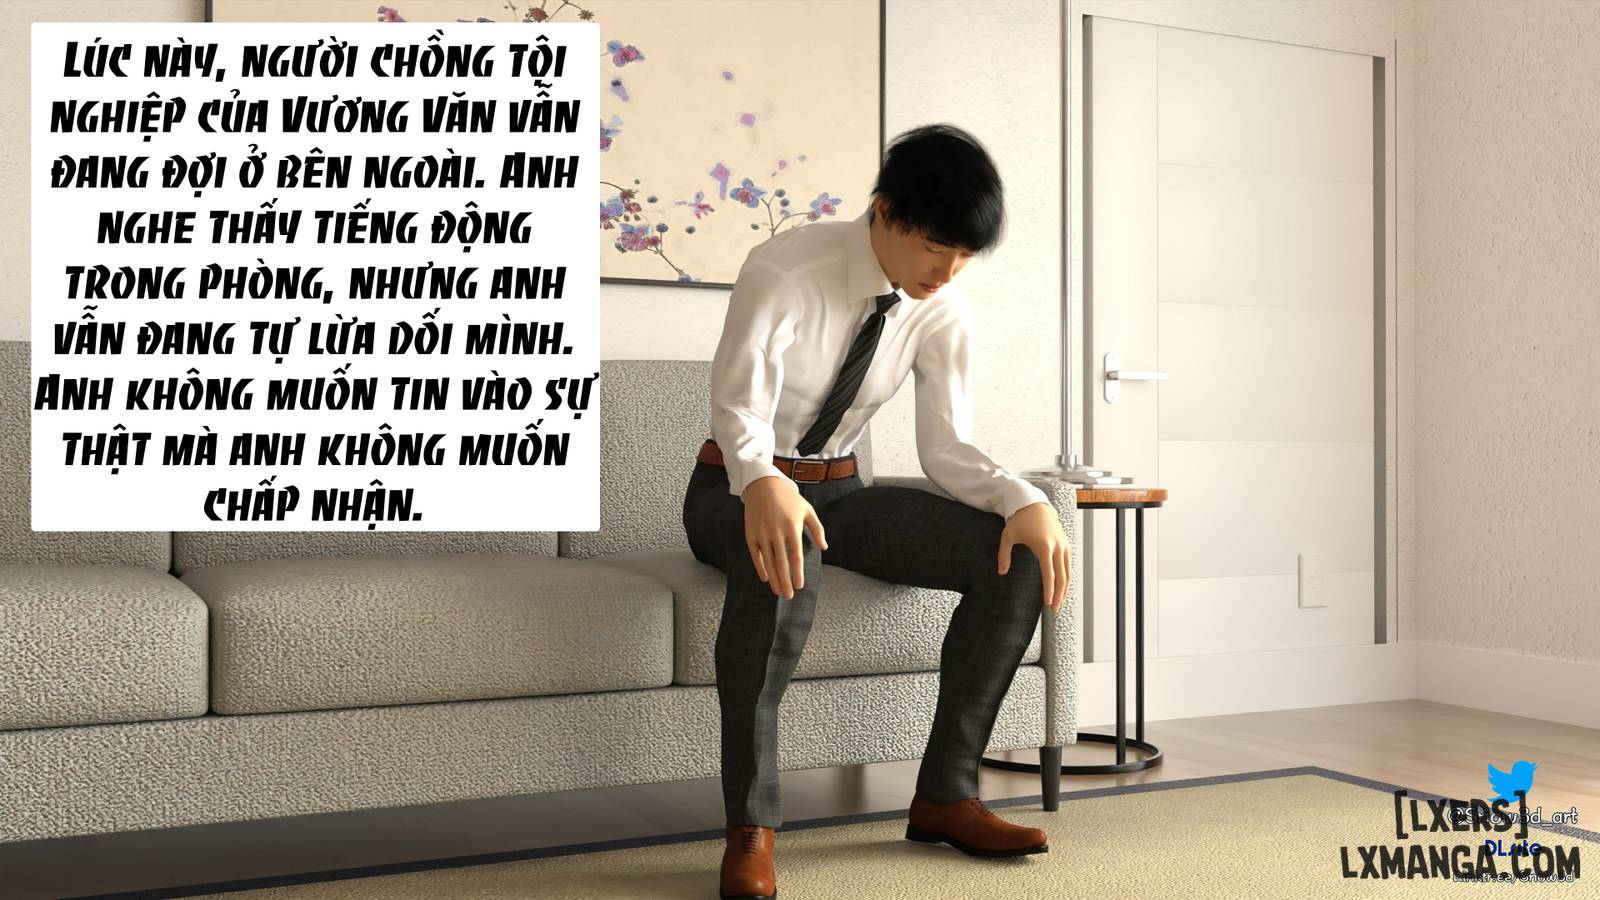 LÚC NÀY, NGƯỜI CHỒNG TỘI
NGHIỆP CỦA VƯƠNG VĂN VẪN
ĐANG ĐỢI Ở BÊN NGOÀI. ANH
NGHE THẤY TIẾNG ĐỘNG
TRONG PHÒNG, NHƯNG ANH
VẪN ĐANG TỰ LỪA DỐI MÌNH.
ANH KHÔNG MUỐN TIN VÀO SỰ
THẬT MÀ ANH KHÔNG MUỐN
CHẤP NHẬN.
[LXERS]
@Snow3d_art
DLsite
LXMANGA.COM